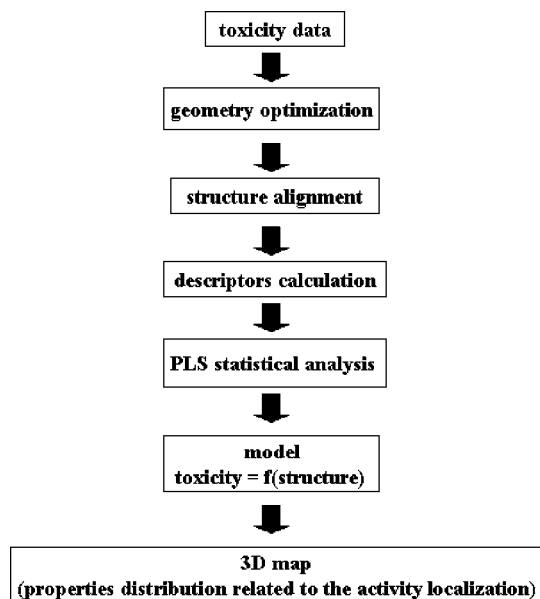 toxicity data
geometry optimization
structure alignment
descriptors calculation
PLS statistical analysis
model
toxicity = f(structure)
3D map
(properties distribution related to the activity localization)